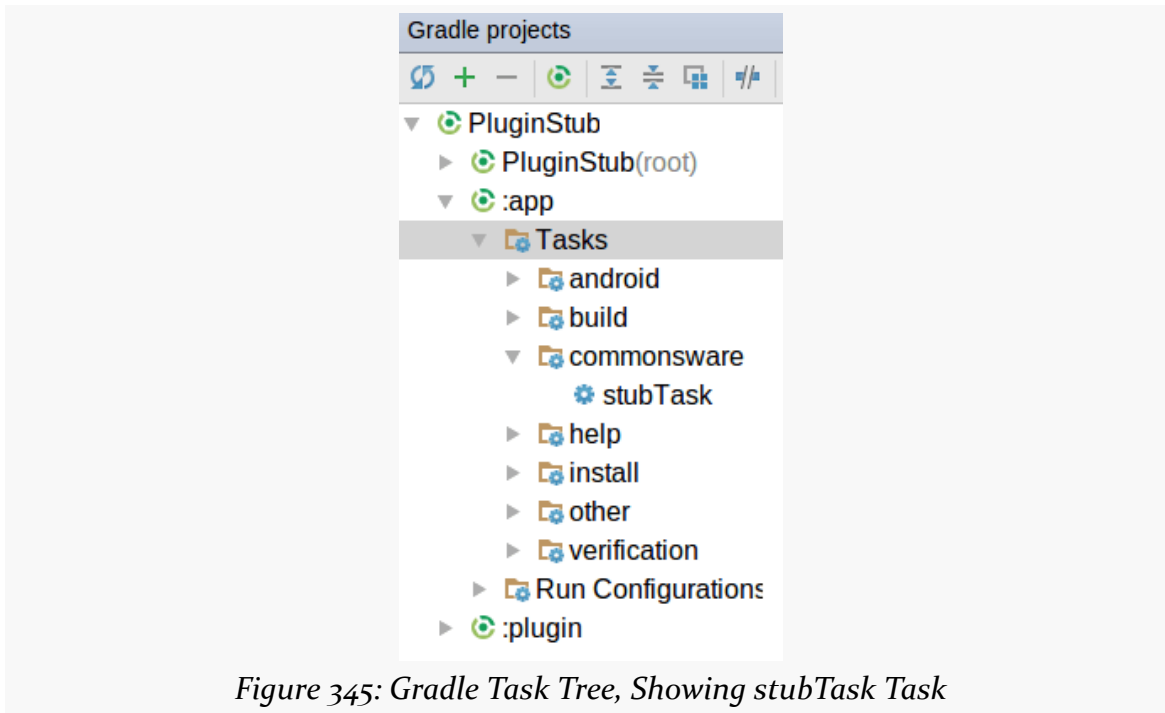 Gradle projects
PluginStub
PluginStub(root)
:app
Tasks
android
build
commonsware
stubTask
help
install
other
verification
Run Configurations
:plugin
Figure 345: Gradle Task Tree, Showing stubTask Task